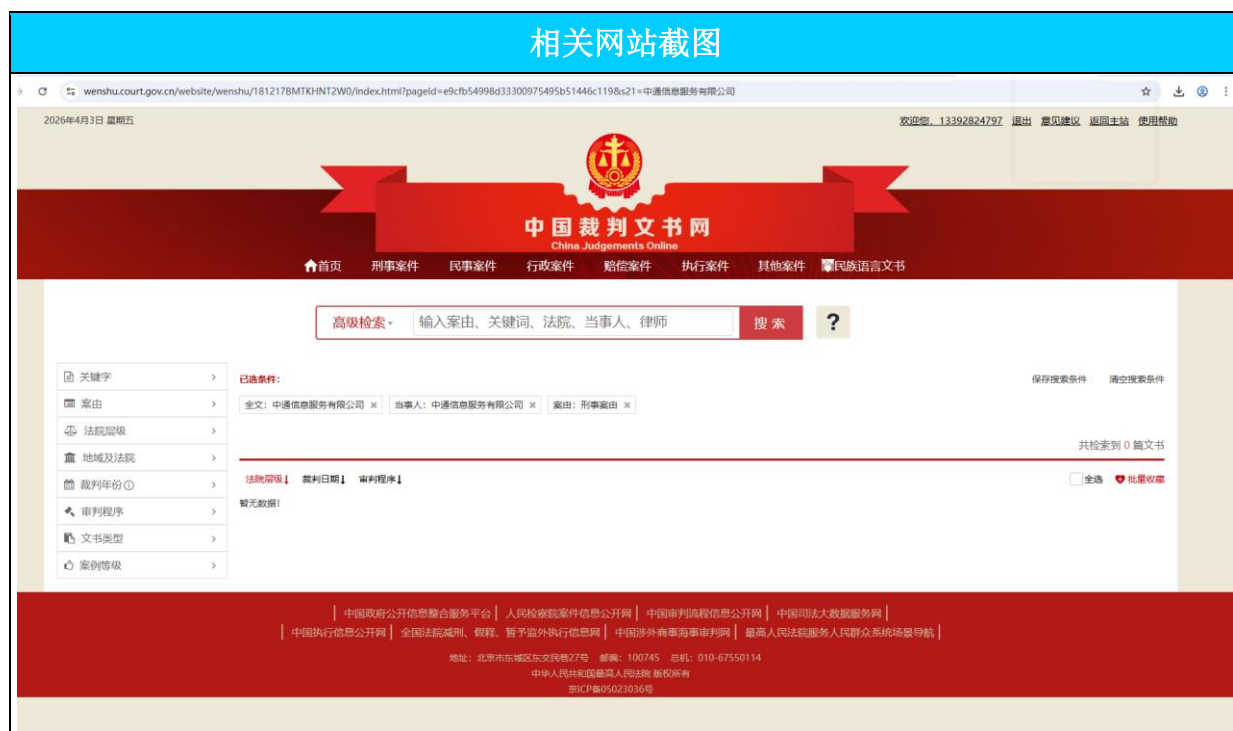 相关网站截图
wenshu.court.gov.cn/website/wenshu/181217BMTKHNT2W0/index.html?pageId=e9cfb54998d33300975495b51446c119&s21=中通信息服务有限公司
2026年4月3日 星期五
欢迎您，13392824797 退出 意见建议 返回主站 使用帮助
中国裁判文书网
China Judgements Online
首页 刑事案件 民事案件 行政案件 赔偿案件 执行案件 其他案件 民族语言文书
高级检索 输入案由、关键词、法院、当事人、律师 搜索 ?
关键字
案由
法院层级
地域及法院
裁判年份
审判程序
文书类型
案例等级
已选条件：
保存搜索条件 清空搜索条件
全文：中通信息服务有限公司 × 当事人：中通信息服务有限公司 × 案由：刑事案由 ×
共检索到 0 篇文书
法院层级↓ 裁判日期↓ 审判程序↓
全选 批量收藏
暂无数据!
| 中国政府公开信息整合服务平台 | 人民检察院案件信息公开网 | 中国审判流程信息公开网 | 中国司法大数据服务网 |
| 中国执行信息公开网 | 全国法院减刑、假释、暂予监外执行信息网 | 中国涉外商事海事审判网 | 最高人民法院服务人民群众系统场景导航 |
地址：北京市东城区东交民巷27号 邮编：100745 总机：010-67550114
中华人民共和国最高人民法院 版权所有
京ICP备05023036号